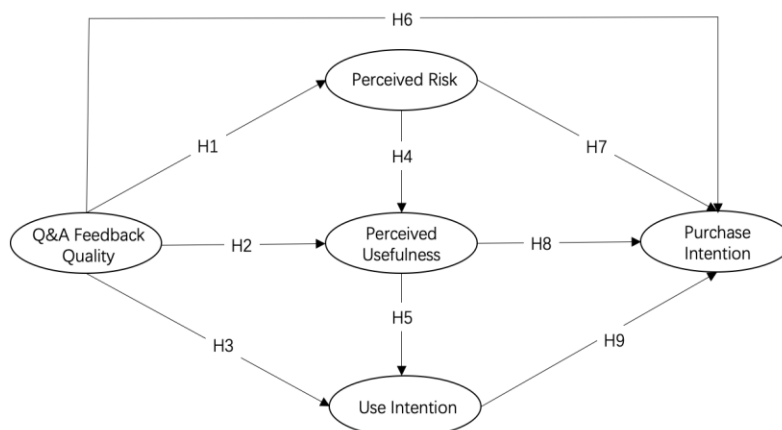 H6
Perceived Risk
H1
H7
H4
Q&A Feedback
Quality
H2
Perceived
Usefulness
H8
Purchase
Intention
H5
H3
H9
Use Intention